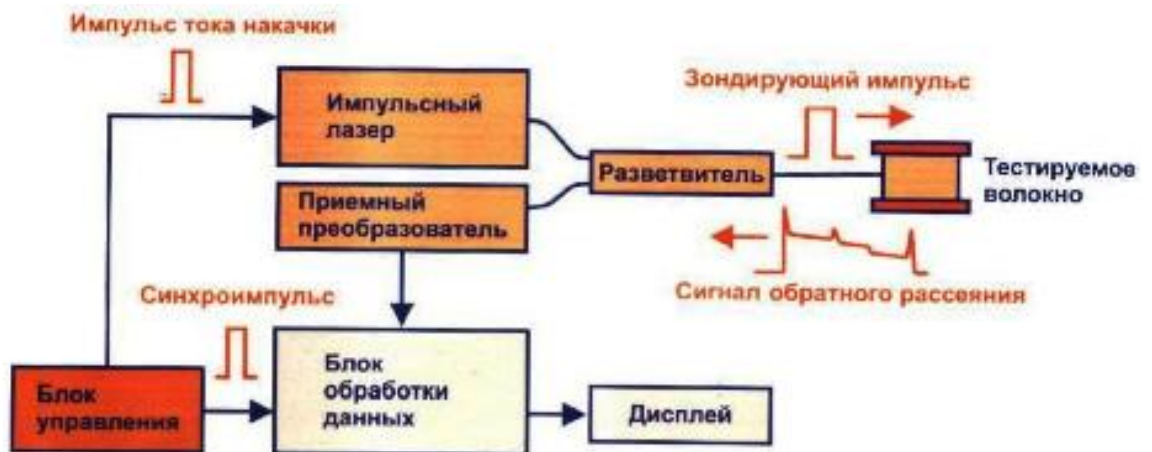 Импульс тока накачки
Импульсный
лазер
Зондирующий импульс
Разветвитель
Тестируемое
волокно
Приемный
преобразователь
Сигнал обратного рассеяния
Синхроимпульс
Блок
управления
Блок
обработки
данных
Дисплей